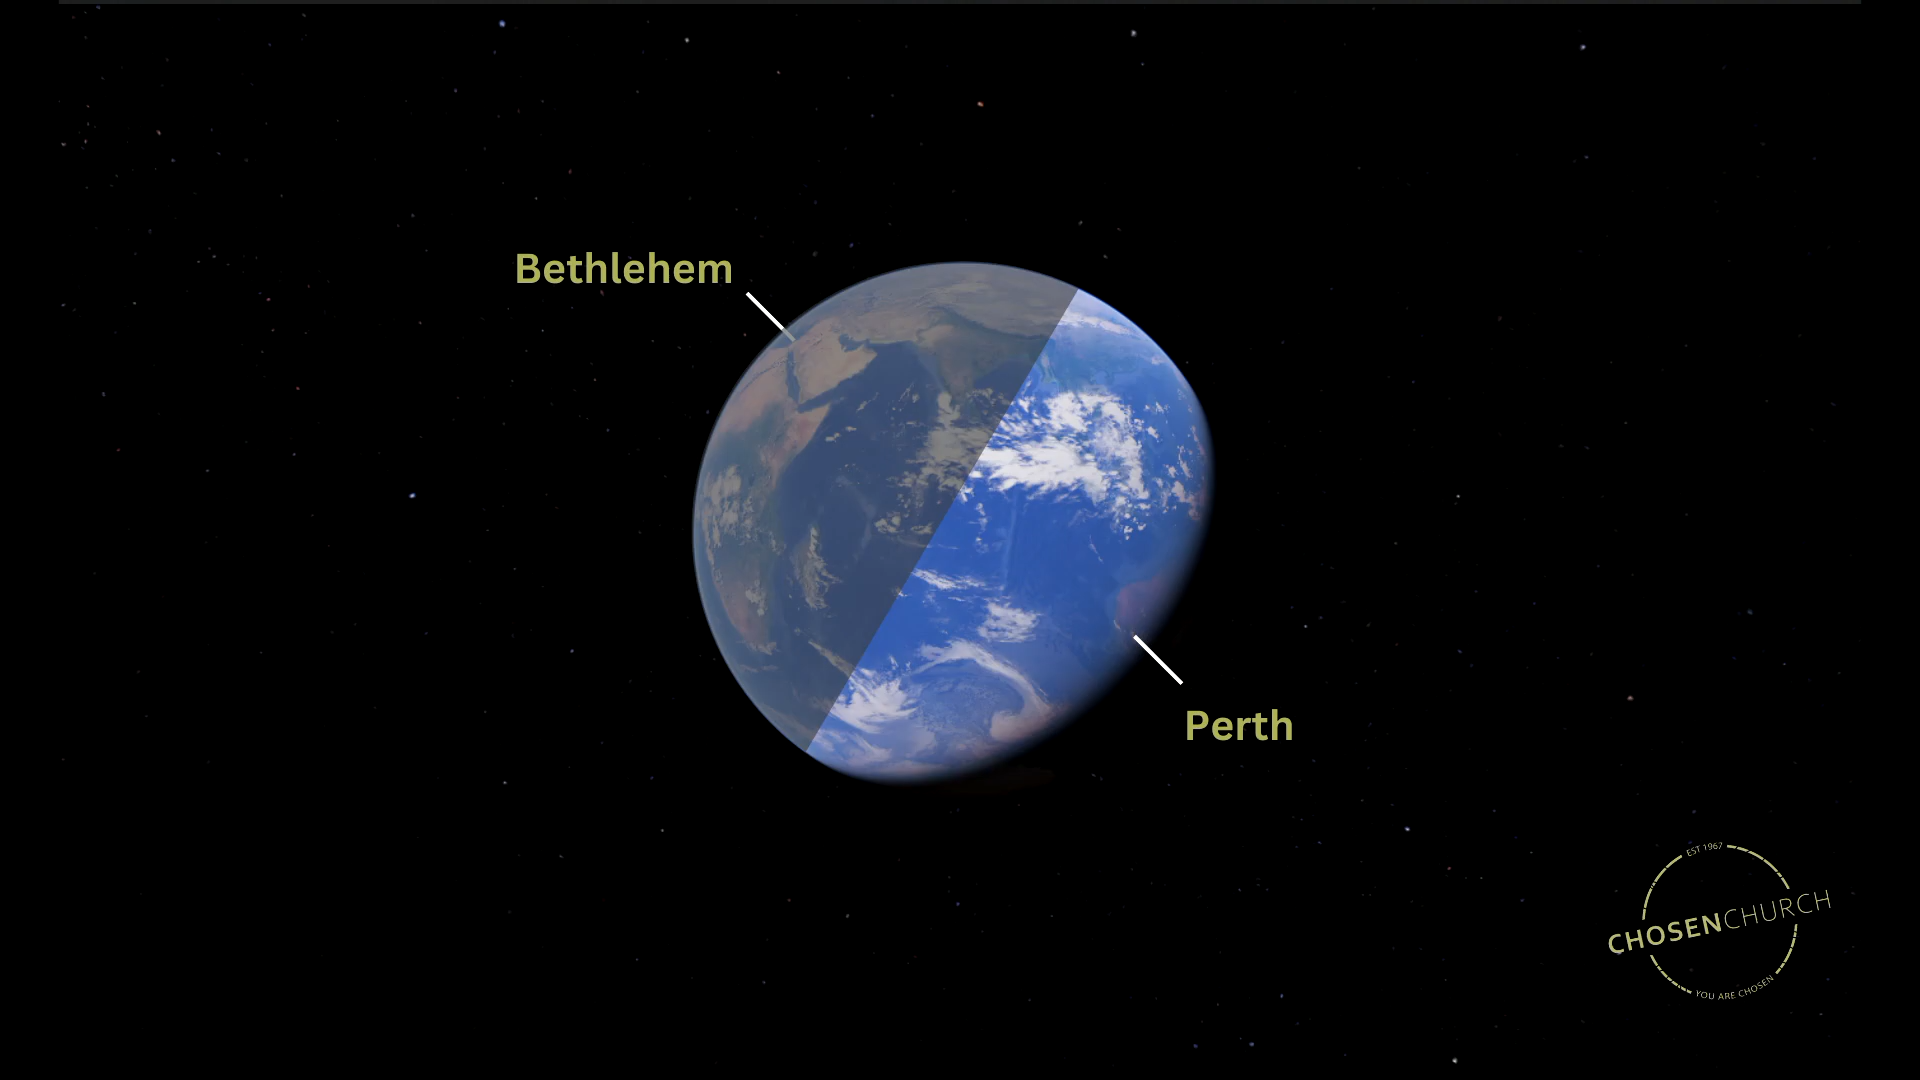 Bethlehem
Perth
EST 1967
CHOSENCHURCH
YOU ARE CHOSEN